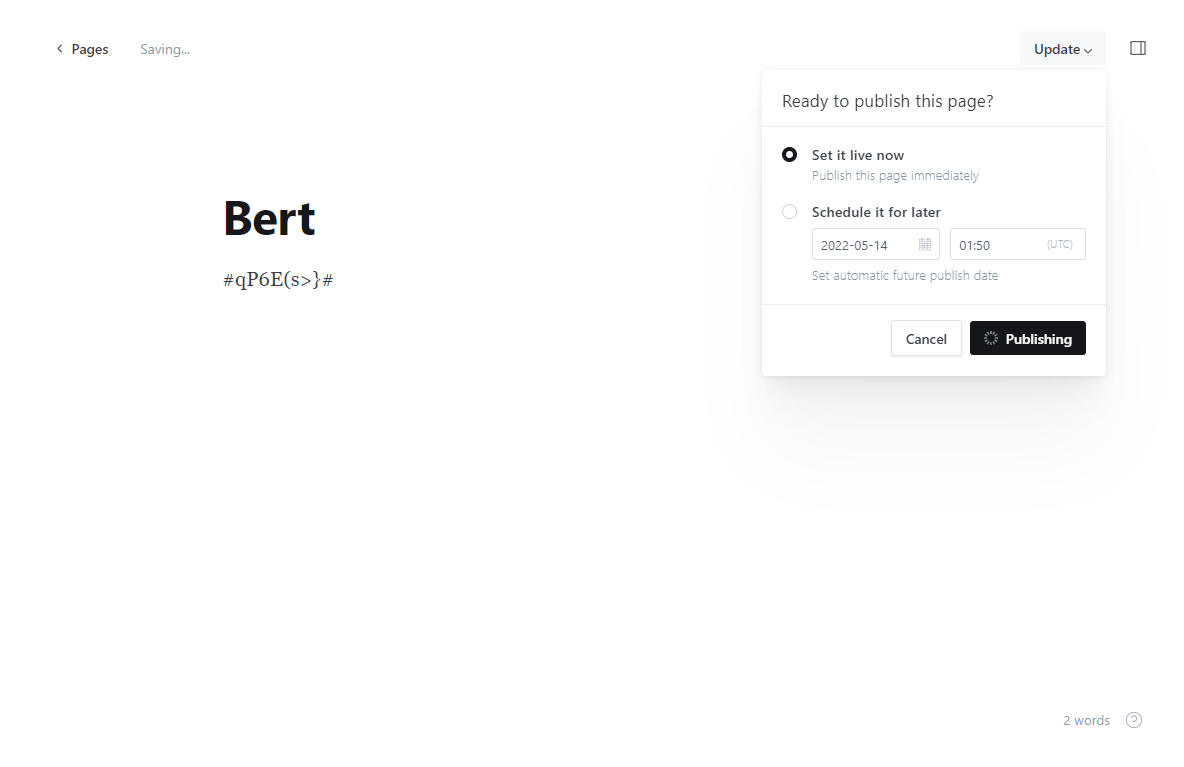 Pages
Saving...
Update
Ready to publish this page?
Set it live now
Publish this page immediately
Schedule it for later
2022-05-14
01:50 (UTC)
Set automatic future publish date
Cancel
Publishing
Bert
#qP6E(s>}#
2 words
?